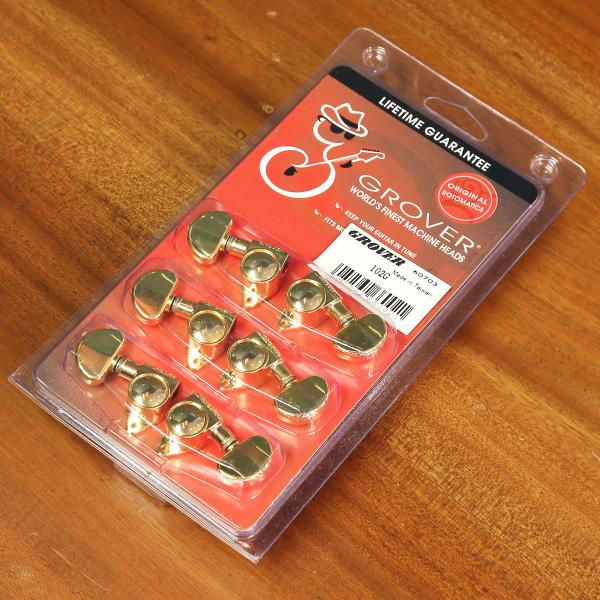 LIFETIME GUARANTEE
ORIGINAL
ROTOMATICS
GROVER®
WORLD'S FINEST MACHINE HEADS
KEEP YOUR GUITAR IN TUNE
FITS
GROVER 60703
102G Made in Taiwan